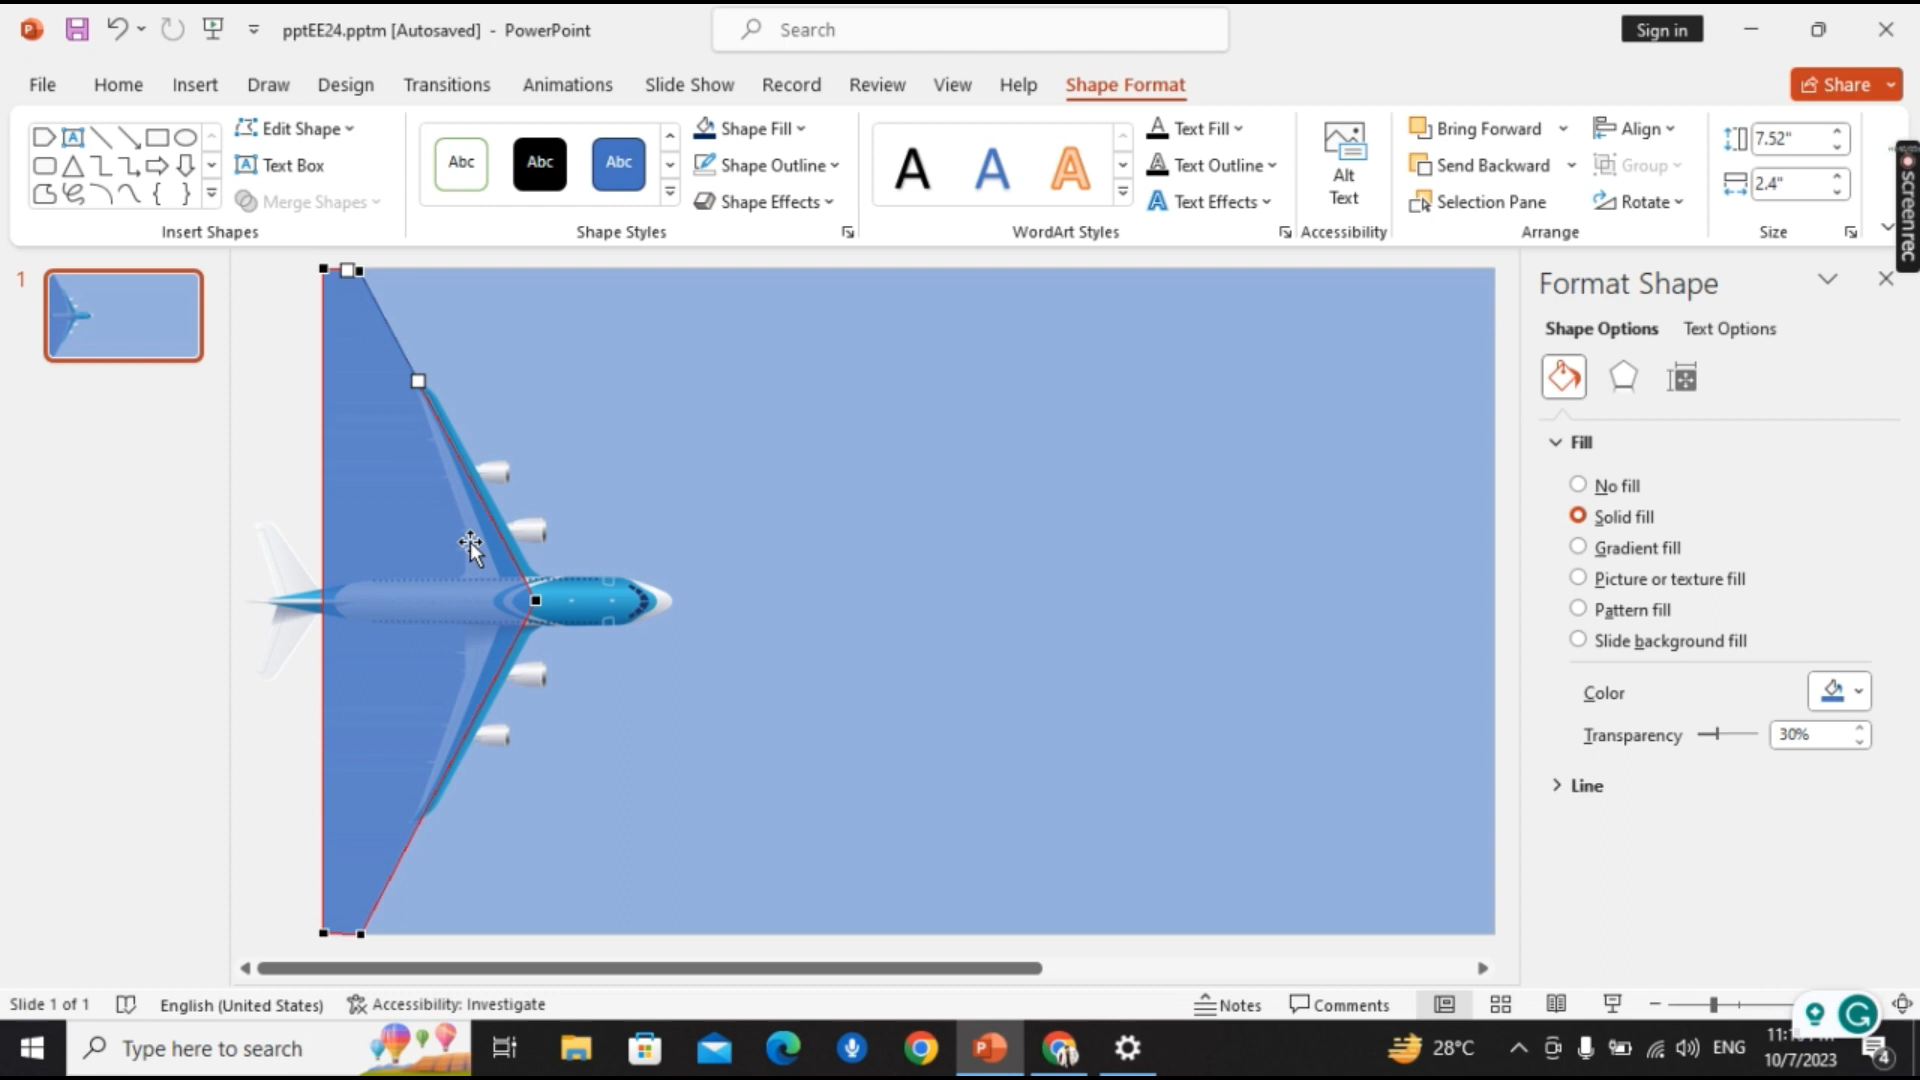 pptEE24.pptm [Autosaved] - PowerPoint
Search
Sign in
File Home Insert Draw Design Transitions Animations Slide Show Record Review View Help Shape Format
Share
Edit Shape
Text Box
Merge Shapes
Insert Shapes
Abc Abc Abc
Shape Fill
Shape Outline
Shape Effects
Shape Styles
A A A
Text Fill
Text Outline
Text Effects
WordArt Styles
Alt
Text
Accessibility
Bring Forward
Send Backward
Selection Pane
Align
Group
Rotate
Arrange
7.52"
2.4"
Size
screenrec
1
Format Shape
Shape Options Text Options
Fill
No fill
Solid fill
Gradient fill
Picture or texture fill
Pattern fill
Slide background fill
Color
Transparency 30%
Line
Slide 1 of 1 English (United States) Accessibility: Investigate
Notes Comments
Type here to search
28°C
ENG
10/7/2023
4